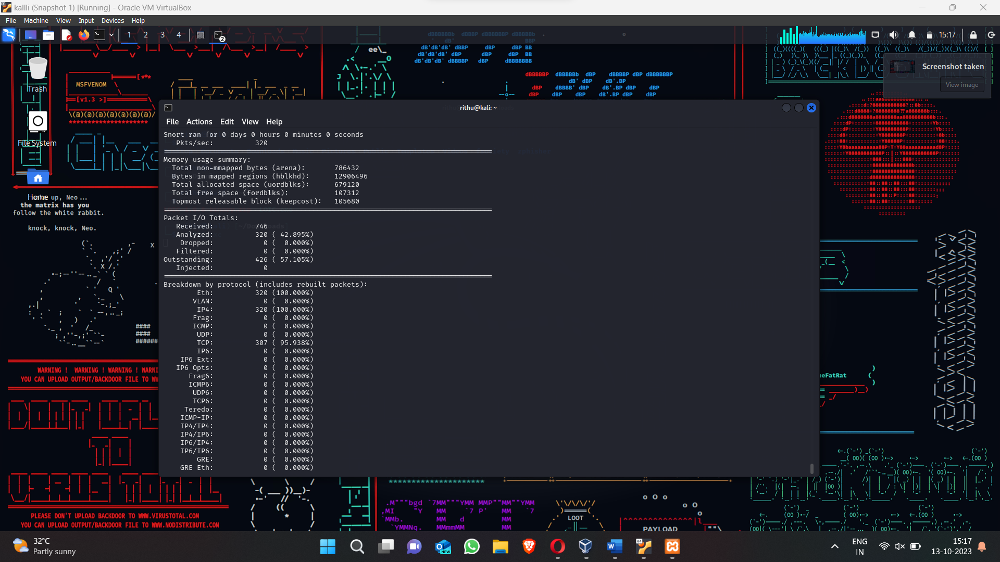 kallli (Snapshot 1) [Running] - Oracle VM VirtualBox
File Machine View Input Devices Help
1 2 3 4 2 15:17
Screenshot taken
View image
Trash
File System
Home
MSFVENOM
[v1.3 >]
up, Neo...
the matrix has you
follow the white rabbit.
knock, knock, Neo.
rithu@kali: ~
File Actions Edit View Help
Snort ran for 0 days 0 hours 0 minutes 0 seconds
Pkts/sec: 320
Memory usage summary:
Total non-mmapped bytes (arena): 786432
Bytes in mapped regions (hblkhd): 12906496
Total allocated space (uordblks): 679120
Total free space (fordblks): 107312
Topmost releasable block (keepcost): 105680
Packet I/O Totals:
Received: 746
Analyzed: 320 ( 42.895%)
Dropped: 0 ( 0.000%)
Filtered: 0 ( 0.000%)
Outstanding: 426 ( 57.105%)
Injected: 0
Breakdown by protocol (includes rebuilt packets):
Eth: 320 (100.000%)
VLAN: 0 ( 0.000%)
IP4: 320 (100.000%)
Frag: 0 ( 0.000%)
ICMP: 0 ( 0.000%)
UDP: 0 ( 0.000%)
TCP: 307 ( 95.938%)
IP6: 0 ( 0.000%)
IP6 Ext: 0 ( 0.000%)
IP6 Opts: 0 ( 0.000%)
Frag6: 0 ( 0.000%)
ICMP6: 0 ( 0.000%)
UDP6: 0 ( 0.000%)
TCP6: 0 ( 0.000%)
Teredo: 0 ( 0.000%)
ICMP-IP: 0 ( 0.000%)
IP4/IP4: 0 ( 0.000%)
IP4/IP6: 0 ( 0.000%)
IP6/IP4: 0 ( 0.000%)
IP6/IP6: 0 ( 0.000%)
GRE: 0 ( 0.000%)
GRE Eth: 0 ( 0.000%)
WARNING ! WARNING ! WARNING ! WARNI
YOU CAN UPLOAD OUTPUT/BACKDOOR FILE TO WW
DONT UPLOAD
TO
PLEASE DON'T UPLOAD BACKDOOR TO WWW.VIRUSTOTAL.COM
YOU CAN UPLOAD BACKDOOR FILE TO WWW.NODISTRIBUTE.COM
heFatRat
LOOT
PAYLOAD
32°C
Partly sunny
NEW
64
ENG
IN
15:17
13-10-2023